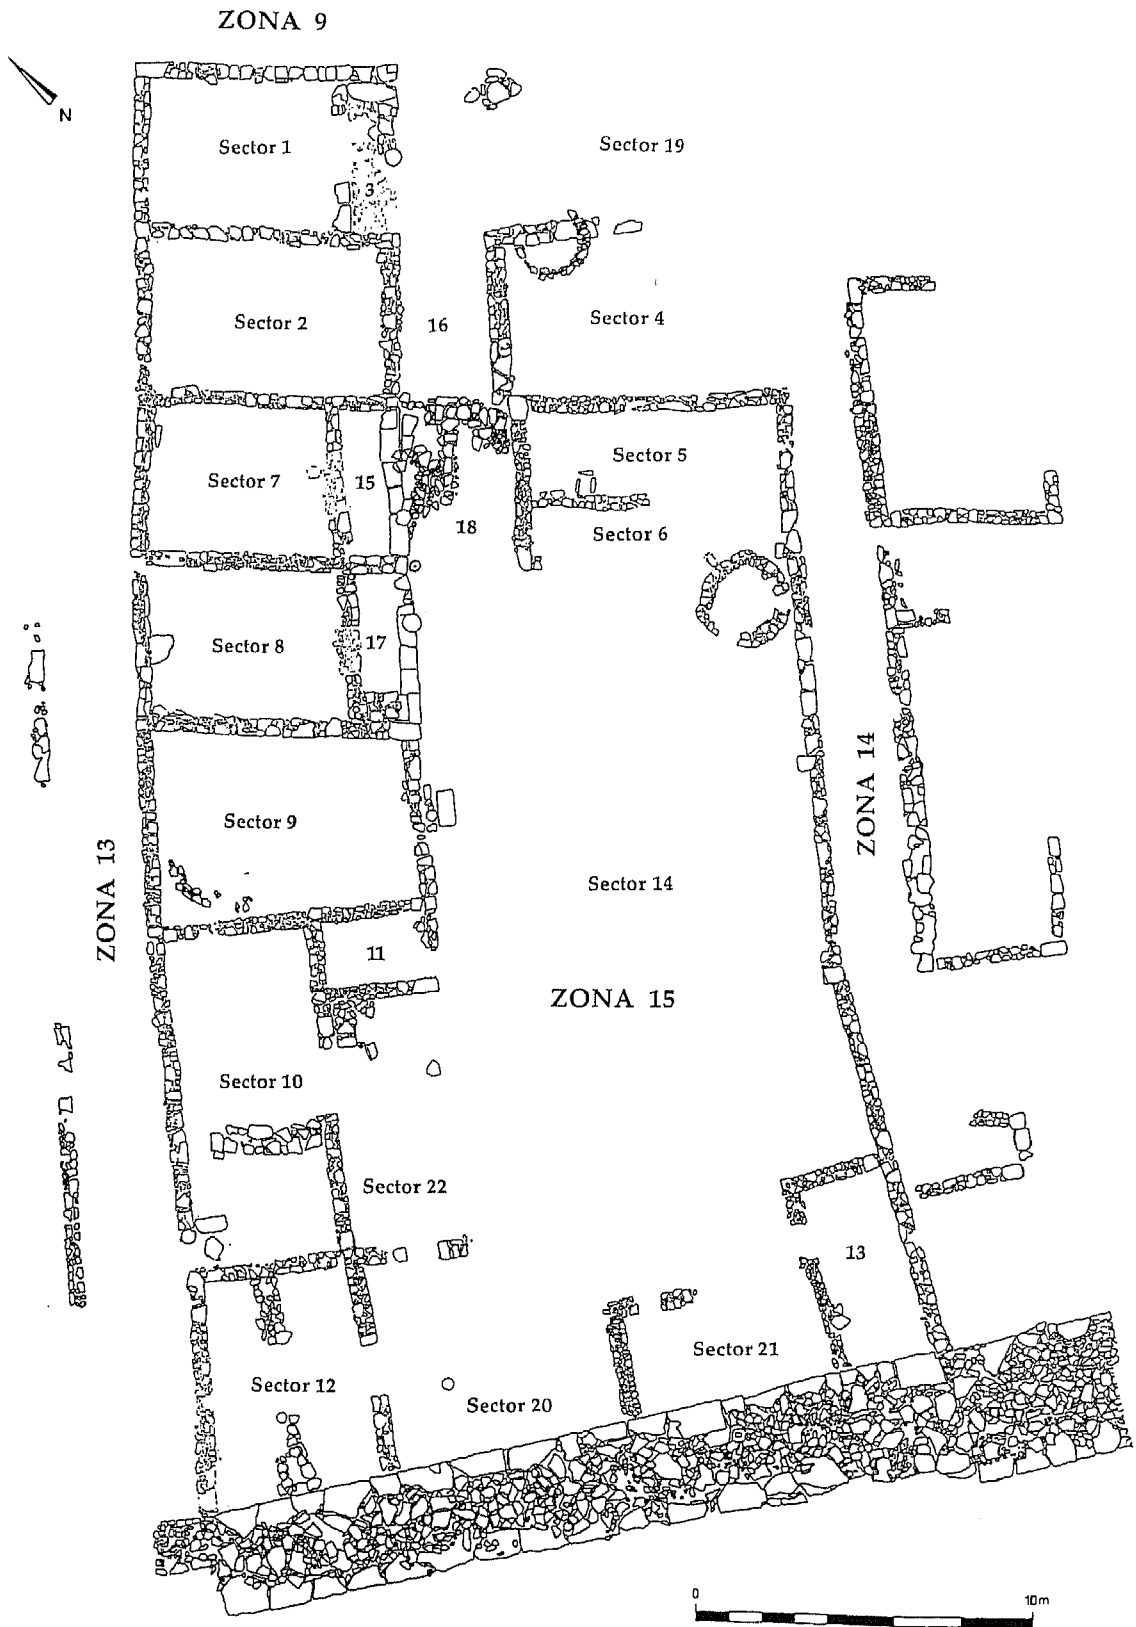 ZONA 9
N
Sector 1
Sector 19
3
Sector 2
16
Sector 4
Sector 7
15
Sector 5
18
Sector 6
Sector 8
17
ZONA 14
Sector 9
ZONA 13
Sector 14
11
ZONA 15
Sector 10
Sector 22
13
Sector 21
Sector 12
Sector 20
0
10m